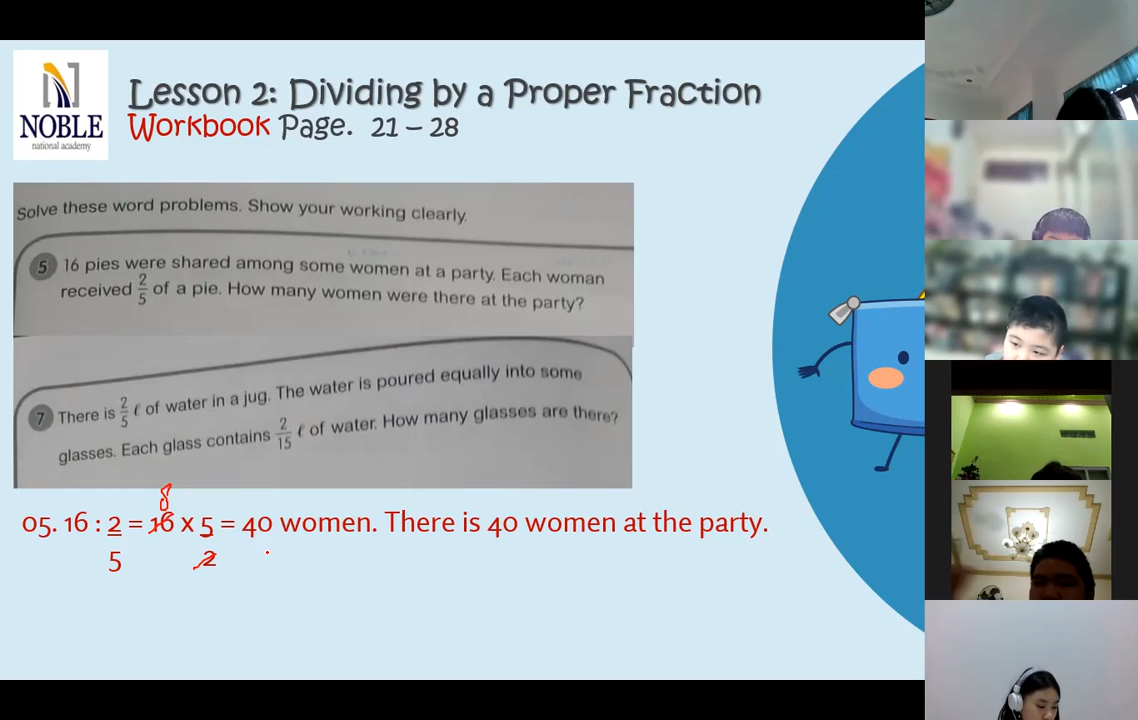 NOBLE
national academy
Lesson 2: Dividing by a Proper Fraction
Workbook Page. 21 – 28
Solve these word problems. Show your working clearly.
5 16 pies were shared among some women at a party. Each woman
received 2/5 of a pie. How many women were there at the party?
7 There is 2/5 ℓ of water in a jug. The water is poured equally into some
glasses. Each glass contains 2/15 ℓ of water. How many glasses are there?
8
05. 16 : 2 = 16 x 5 = 40 women. There is 40 women at the party.
5 2